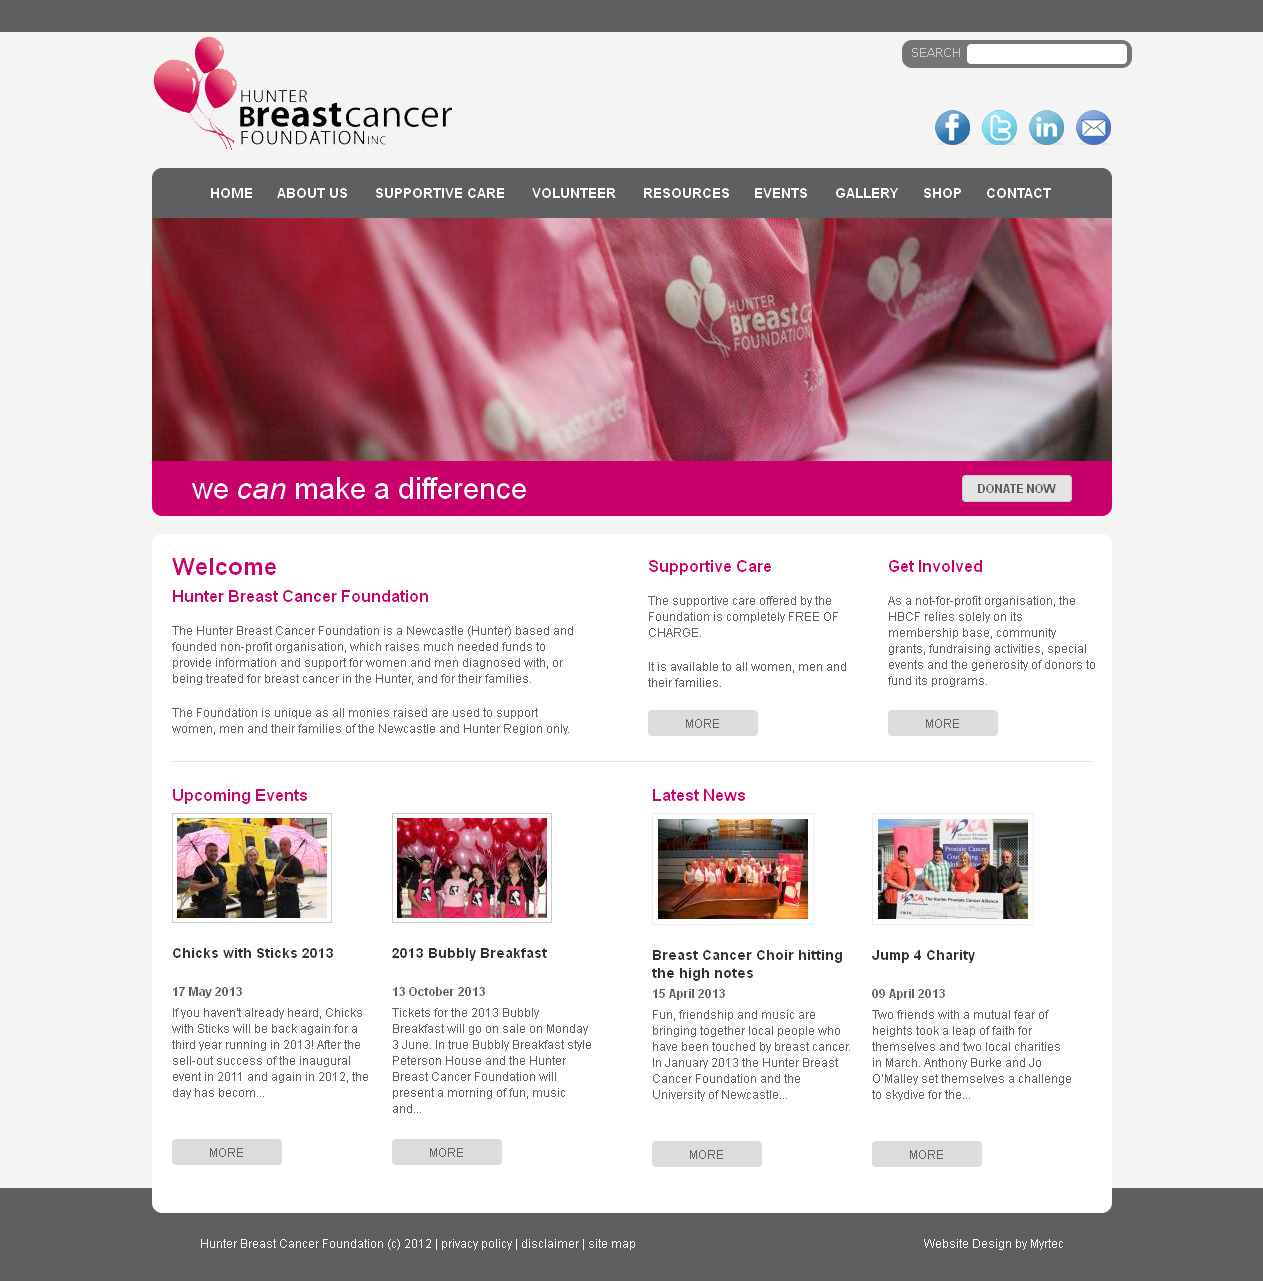 SEARCH
HUNTER
Breastcancer
FOUNDATION INC
HOME ABOUT US SUPPORTIVE CARE VOLUNTEER RESOURCES EVENTS GALLERY SHOP CONTACT
HUNTER
Breast
FOUNDATION
we can make a difference
DONATE NOW
Welcome
Hunter Breast Cancer Foundation
The Hunter Breast Cancer Foundation is a Newcastle (Hunter) based and
founded non-profit organisation, which raises much needed funds to
provide information and support for women and men diagnosed with, or
being treated for breast cancer in the Hunter, and for their families.
The Foundation is unique as all monies raised are used to support
women, men and their families of the Newcastle and Hunter Region only.
Supportive Care
The supportive care offered by the
Foundation is completely FREE OF
CHARGE.
It is available to all women, men and
their families.
MORE
Get Involved
As a not-for-profit organisation, the
HBCF relies solely on its
membership base, community
grants, fundraising activities, special
events and the generosity of donors to
fund its programs.
MORE
Upcoming Events
Chicks with Sticks 2013
17 May 2013
If you haven't already heard, Chicks
with Sticks will be back again for a
third year running in 2013! After the
sell-out success of the inaugural
event in 2011 and again in 2012, the
day has becom...
MORE
2013 Bubbly Breakfast
13 October 2013
Tickets for the 2013 Bubbly
Breakfast will go on sale on Monday
3 June. In true Bubbly Breakfast style
Peterson House and the Hunter
Breast Cancer Foundation will
present a morning of fun, music
and...
MORE
Latest News
Breast Cancer Choir hitting
the high notes
15 April 2013
Fun, friendship and music are
bringing together local people who
have been touched by breast cancer.
In January 2013 the Hunter Breast
Cancer Foundation and the
University of Newcastle...
MORE
Jump 4 Charity
09 April 2013
Two friends with a mutual fear of
heights took a leap of faith for
themselves and two local charities
in March. Anthony Burke and Jo
O'Malley set themselves a challenge
to skydive for the...
MORE
Hunter Breast Cancer Foundation (c) 2012 | privacy policy | disclaimer | site map
Website Design by Myrtec